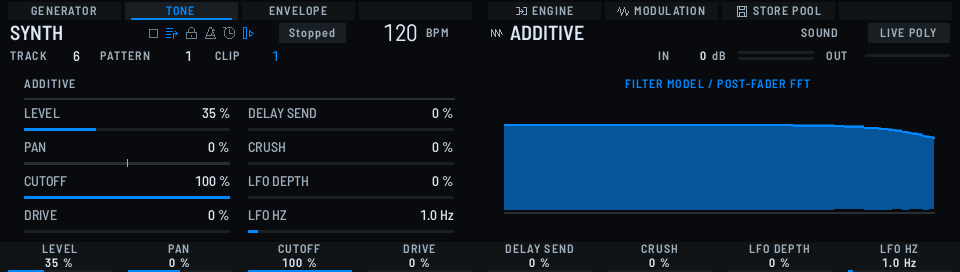 GENERATOR TONE ENVELOPE ENGINE MODULATION STORE POOL
SYNTH Stopped 120 BPM ADDITIVE SOUND LIVE POLY
TRACK 6 PATTERN 1 CLIP 1 IN 0 dB OUT
ADDITIVE FILTER MODEL / POST-FADER FFT
LEVEL 35 % DELAY SEND 0 %
PAN 0 % CRUSH 0 %
CUTOFF 100 % LFO DEPTH 0 %
DRIVE 0 % LFO HZ 1.0 Hz
LEVEL PAN CUTOFF DRIVE DELAY SEND CRUSH LFO DEPTH LFO HZ
35 % 0 % 100 % 0 % 0 % 0 % 0 % 1.0 Hz